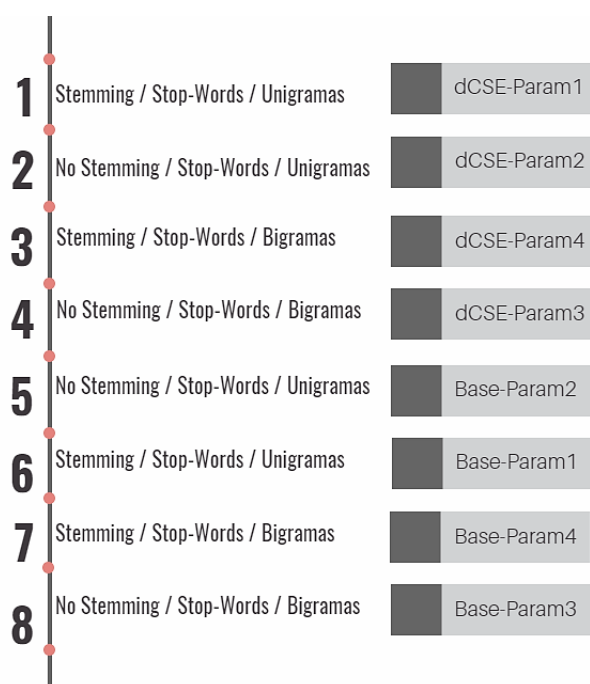 1 Stemming / Stop-Words / Unigramas dCSE-Param1
2 No Stemming / Stop-Words / Unigramas dCSE-Param2
3 Stemming / Stop-Words / Bigramas dCSE-Param4
4 No Stemming / Stop-Words / Bigramas dCSE-Param3
5 No Stemming / Stop-Words / Unigramas Base-Param2
6 Stemming / Stop-Words / Unigramas Base-Param1
7 Stemming / Stop-Words / Bigramas Base-Param4
8 No Stemming / Stop-Words / Bigramas Base-Param3